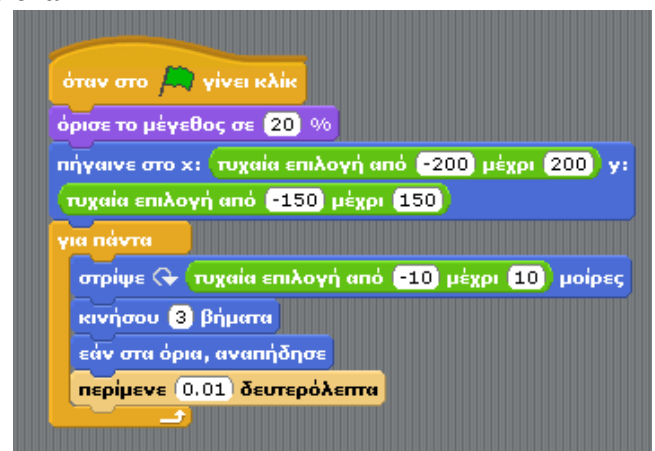 όταν στο γίνει κλίκ
όρισε το μέγεθος σε 20 %
πήγαινε στο x: τυχαία επιλογή από -200 μέχρι 200 y:
τυχαία επιλογή από -150 μέχρι 150
για πάντα
στρίψε τυχαία επιλογή από -10 μέχρι 10 μοίρες
κινήσου 3 βήματα
εάν στα όρια, αναπήδησε
περίμενε 0.01 δευτερόλεπτα